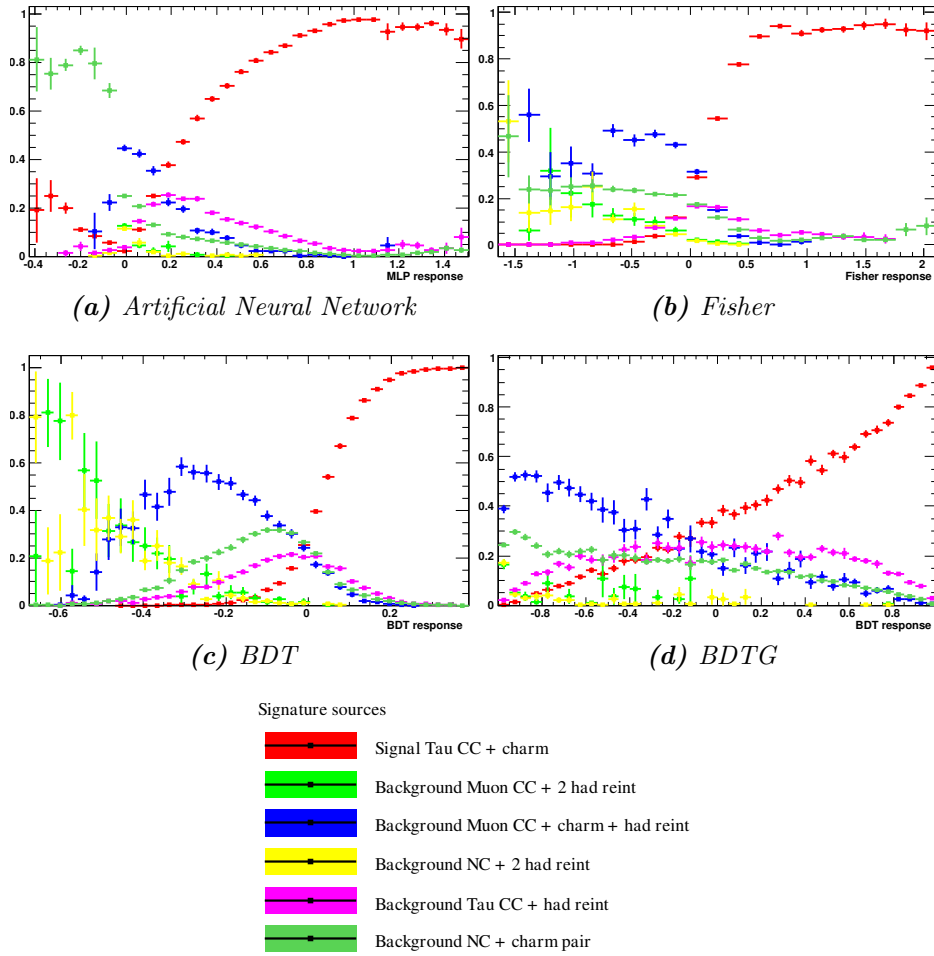 1
0.8
0.6
0.4
0.2
0
-0.4 -0.2 0 0.2 0.4 0.6 0.8 1 1.2 1.4
MLP response
(a) Artificial Neural Network
1
0.8
0.6
0.4
0.2
0
-1.5 -1 -0.5 0 0.5 1 1.5 2
Fisher response
(b) Fisher
1
0.8
0.6
0.4
0.2
0
-0.6 -0.4 -0.2 0 0.2
BDT response
(c) BDT
1
0.8
0.6
0.4
0.2
0
-0.8 -0.6 -0.4 -0.2 0 0.2 0.4 0.6 0.8
BDT response
(d) BDTG
Signature sources
Signal Tau CC + charm
Background Muon CC + 2 had reint
Background Muon CC + charm + had reint
Background NC + 2 had reint
Background Tau CC + had reint
Background NC + charm pair